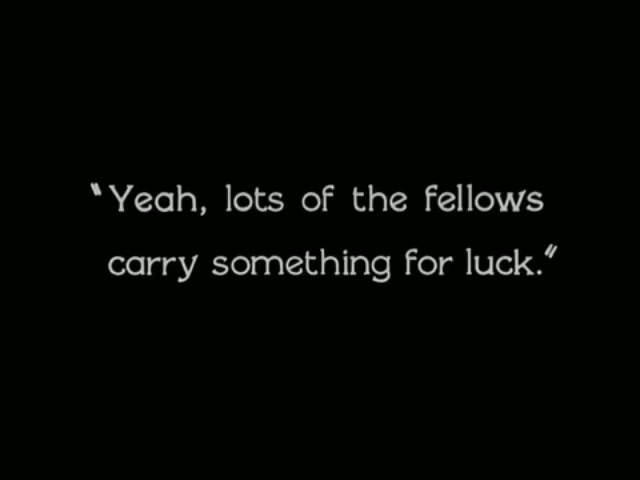 "Yeah, lots of the fellows
carry something for luck."